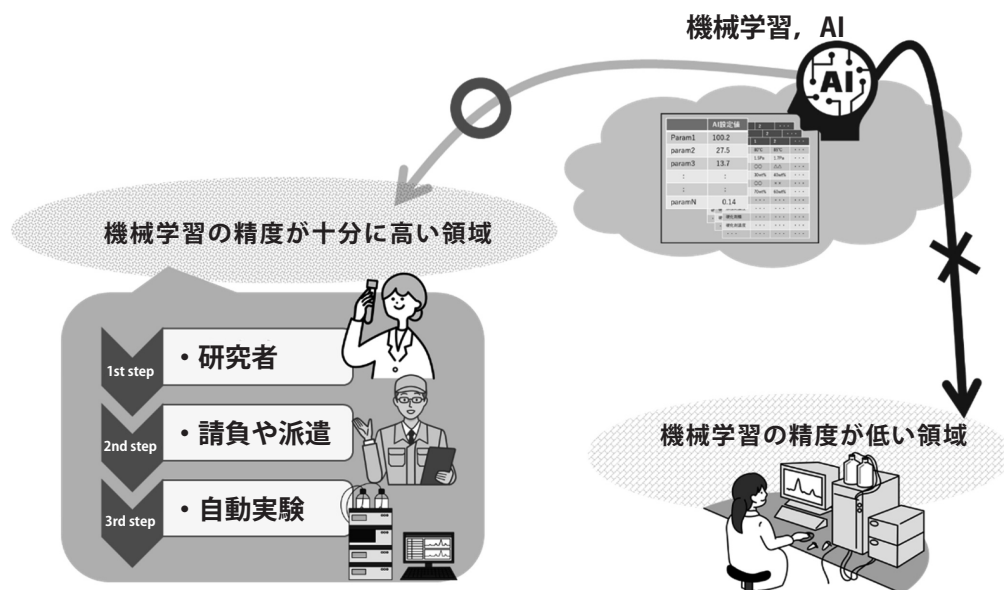 機械学習，AI
AI
AI設定値
Param1 100.2
param2 27.5
param3 13.7
: :
: :
paramN 0.14
機械学習の精度が十分に高い領域
1st step
・研究者
2nd step
・請負や派遣
3rd step
・自動実験
機械学習の精度が低い領域